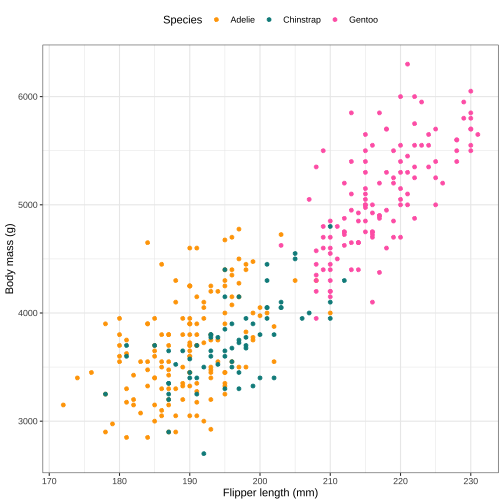 Species Adelie Chinstrap Gentoo
6000
5000
4000
3000
Body mass (g)
170 180 190 200 210 220 230
Flipper length (mm)